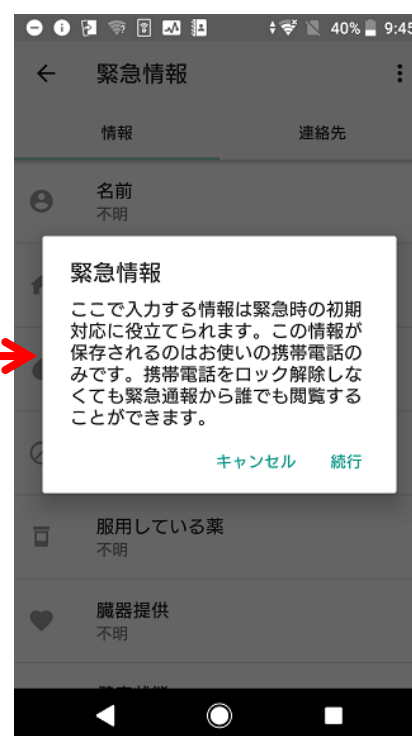 40% 9:45
緊急情報
情報 連絡先
名前
不明
緊急情報
ここで入力する情報は緊急時の初期
対応に役立てられます。この情報が
保存されるのはお使いの携帯電話の
みです。携帯電話をロック解除しな
くても緊急通報から誰でも閲覧する
ことができます。
キャンセル 続行
服用している薬
不明
臓器提供
不明